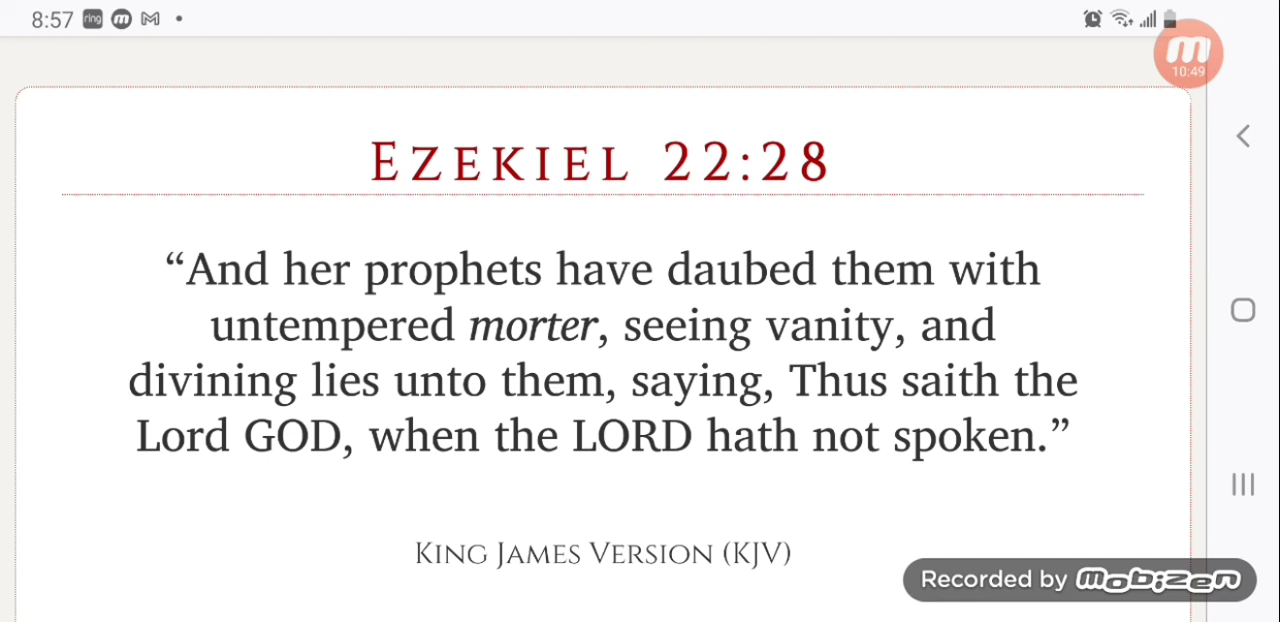 8:57 ring m M
m
10:49
EZEKIEL 22:28
“And her prophets have daubed them with
untempered morter, seeing vanity, and
divining lies unto them, saying, Thus saith the
Lord GOD, when the LORD hath not spoken.”
KING JAMES VERSION (KJV)
Recorded by mobizen